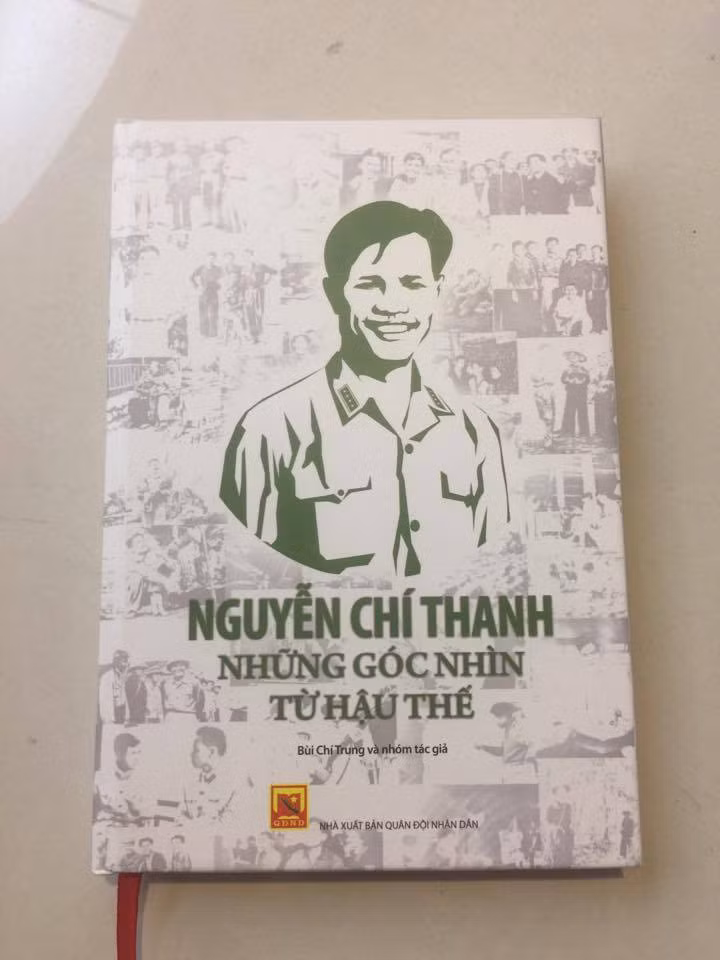 NGUYỄN CHÍ THANH
NHỮNG GÓC NHÌN
TỪ HẬU THẾ
Bùi Chí Trung và nhóm tác giả
QĐND
NHÀ XUẤT BẢN QUÂN ĐỘI NHÂN DÂN